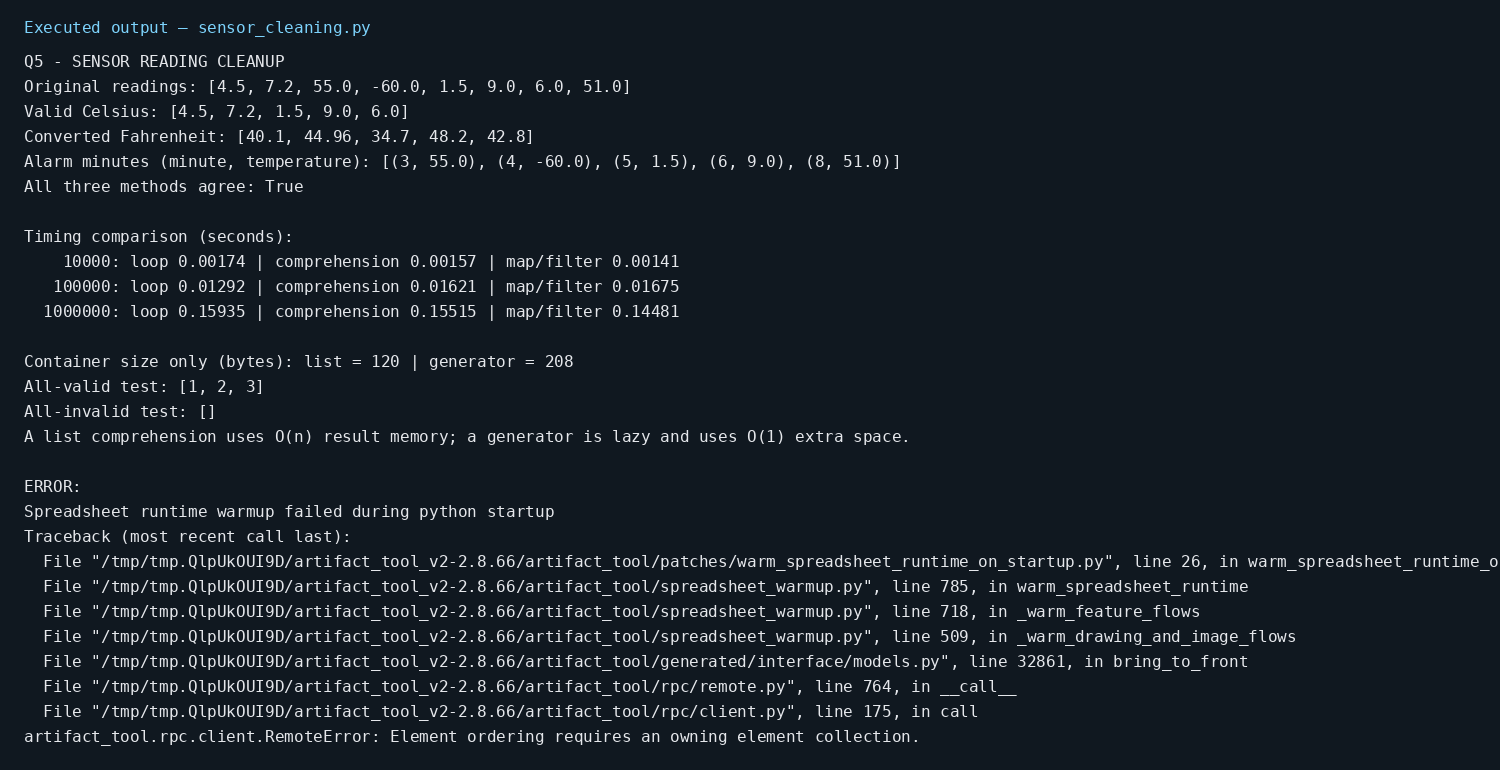 Executed output — sensor_cleaning.py
Q5 - SENSOR READING CLEANUP
Original readings: [4.5, 7.2, 55.0, -60.0, 1.5, 9.0, 6.0, 51.0]
Valid Celsius: [4.5, 7.2, 1.5, 9.0, 6.0]
Converted Fahrenheit: [40.1, 44.96, 34.7, 48.2, 42.8]
Alarm minutes (minute, temperature): [(3, 55.0), (4, -60.0), (5, 1.5), (6, 9.0), (8, 51.0)]
All three methods agree: True

Timing comparison (seconds):
    10000: loop 0.00174 | comprehension 0.00157 | map/filter 0.00141
   100000: loop 0.01292 | comprehension 0.01621 | map/filter 0.01675
  1000000: loop 0.15935 | comprehension 0.15515 | map/filter 0.14481

Container size only (bytes): list = 120 | generator = 208
All-valid test: [1, 2, 3]
All-invalid test: []
A list comprehension uses O(n) result memory; a generator is lazy and uses O(1) extra space.

ERROR:
Spreadsheet runtime warmup failed during python startup
Traceback (most recent call last):
  File "/tmp/tmp.QlpUkOUI9D/artifact_tool_v2-2.8.66/artifact_tool/patches/warm_spreadsheet_runtime_on_startup.py", line 26, in warm_spreadsheet_runtime_o
  File "/tmp/tmp.QlpUkOUI9D/artifact_tool_v2-2.8.66/artifact_tool/spreadsheet_warmup.py", line 785, in warm_spreadsheet_runtime
  File "/tmp/tmp.QlpUkOUI9D/artifact_tool_v2-2.8.66/artifact_tool/spreadsheet_warmup.py", line 718, in _warm_feature_flows
  File "/tmp/tmp.QlpUkOUI9D/artifact_tool_v2-2.8.66/artifact_tool/spreadsheet_warmup.py", line 509, in _warm_drawing_and_image_flows
  File "/tmp/tmp.QlpUkOUI9D/artifact_tool_v2-2.8.66/artifact_tool/generated/interface/models.py", line 32861, in bring_to_front
  File "/tmp/tmp.QlpUkOUI9D/artifact_tool_v2-2.8.66/artifact_tool/rpc/remote.py", line 764, in __call__
  File "/tmp/tmp.QlpUkOUI9D/artifact_tool_v2-2.8.66/artifact_tool/rpc/client.py", line 175, in call
artifact_tool.rpc.client.RemoteError: Element ordering requires an owning element collection.